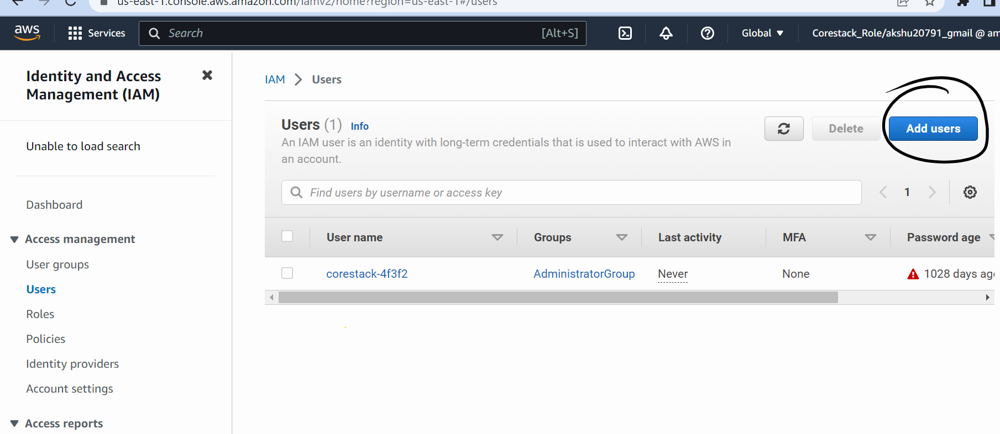 us-east-1.console.aws.amazon.com/iamv2/home?region=us-east-1#/users
aws
Services
Search
[Alt+S]
Global
Corestack_Role/akshu20791_gmail @ am
Identity and Access
Management (IAM)
Unable to load search
Dashboard
Access management
User groups
Users
Roles
Policies
Identity providers
Account settings
Access reports
IAM
Users
Users (1) Info
An IAM user is an identity with long-term credentials that is used to interact with AWS in
an account.
Delete
Add users
Find users by username or access key
1
User name
Groups
Last activity
MFA
Password age
corestack-4f3f2
AdministratorGroup
Never
None
1028 days ago